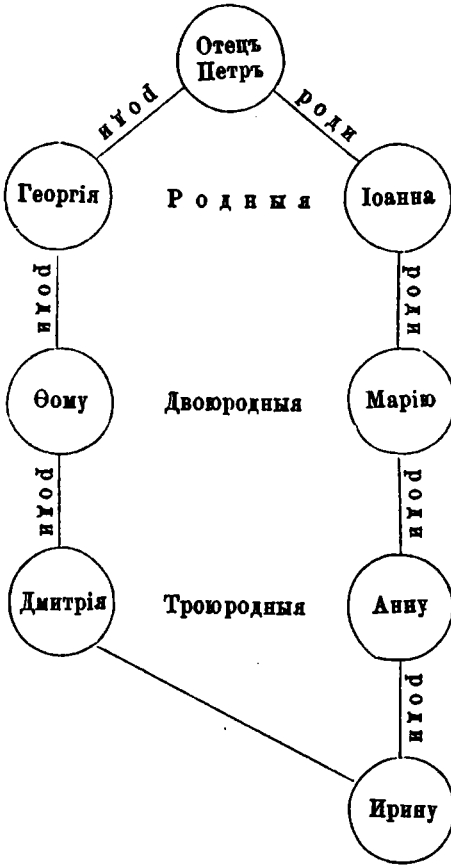 Отецъ
Петръ
роди
роди
Георгія
Родныя
Іоанна
роди
роди
Ѳому
Двоюродныя
Марію
роди
роди
Дмитрія
Троюродныя
Анну
роди
Ирину